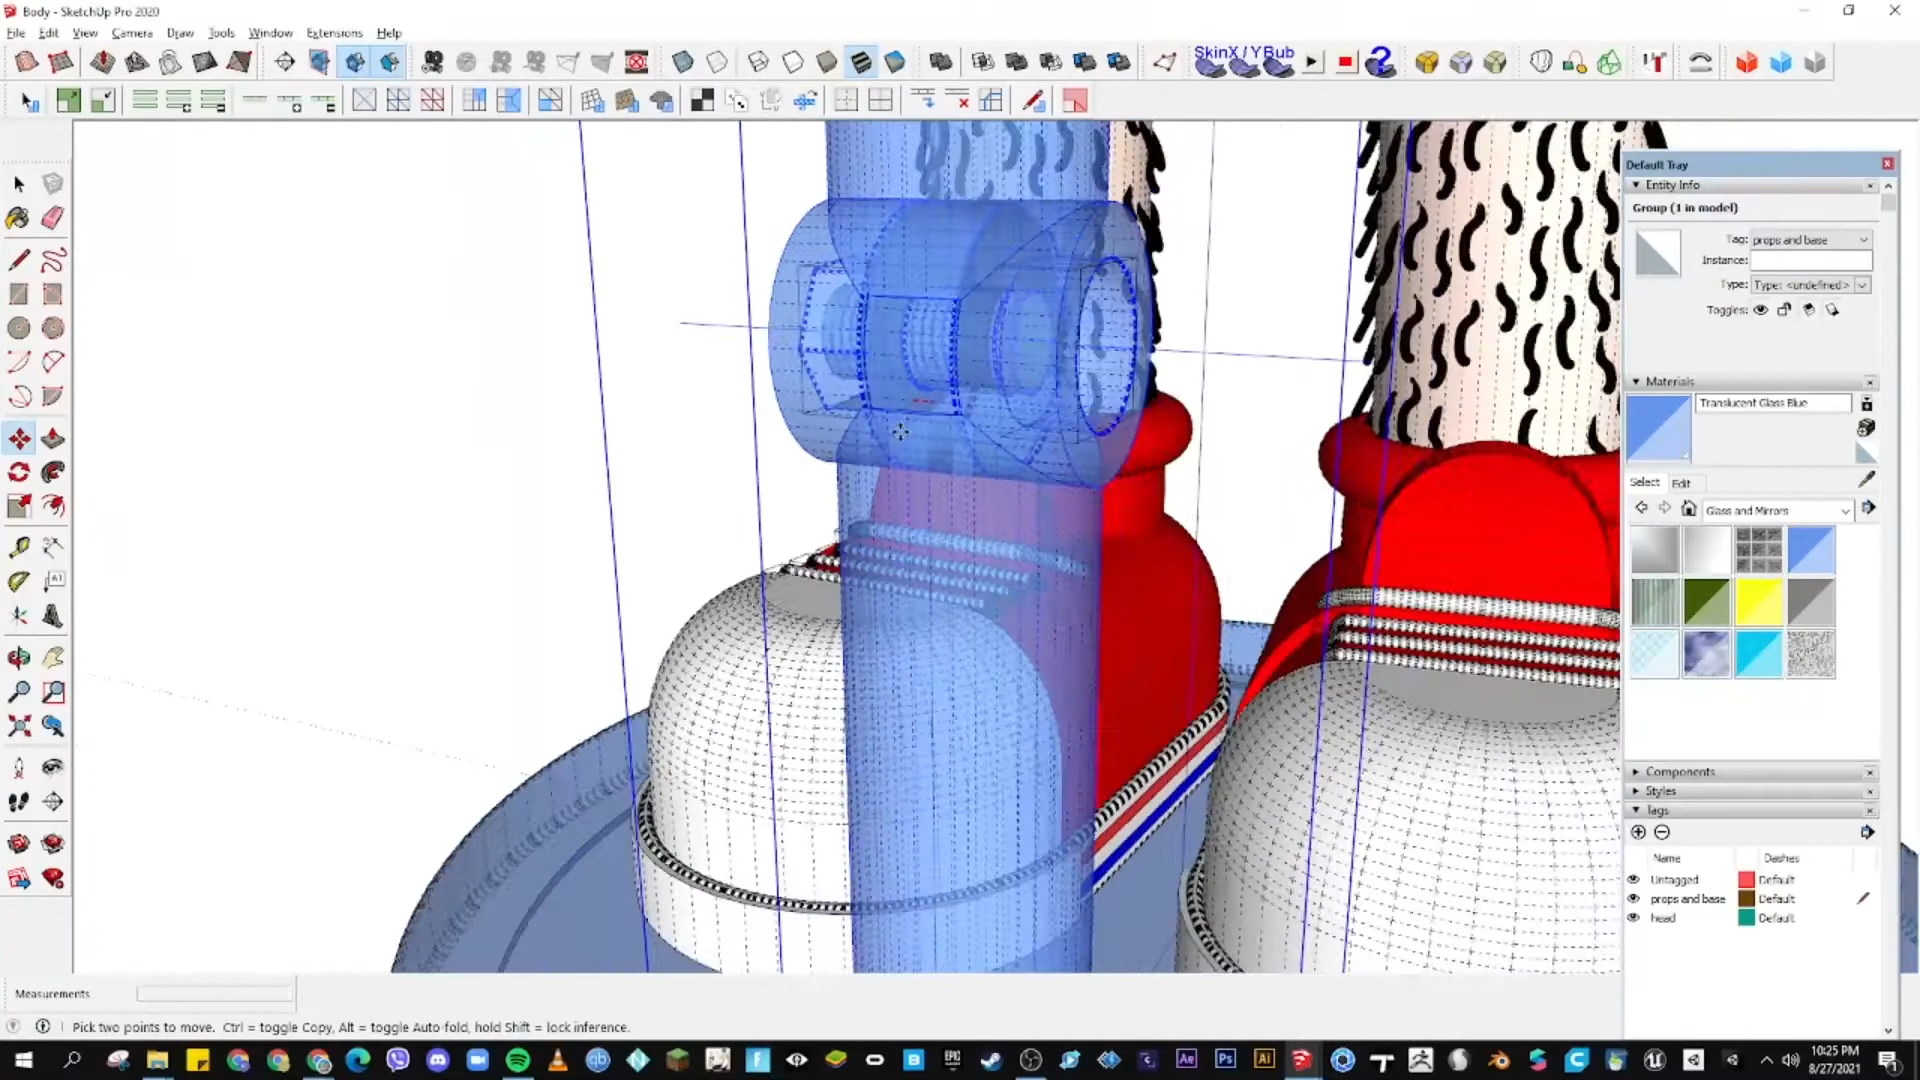 Body - SketchUp Pro 2020
File Edit View Camera Draw Tools Window Extensions Help
SkinX / YBub
Default Tray
Entity Info
Group (1 in model)
Tag: props and base
Instance:
Type: Type: <undefined>
Toggles:
Materials
Translucent Glass Blue
Select Edit
Glass and Mirrors
Components
Styles
Tags
Name Dashes
Untagged Default
props and base Default
head Default
Measurements
Pick two points to move. Ctrl = toggle Copy, Alt = toggle Auto-fold, hold Shift = lock inference.
EPIC Ae Ps Ai
10:25 PM
8/27/2021